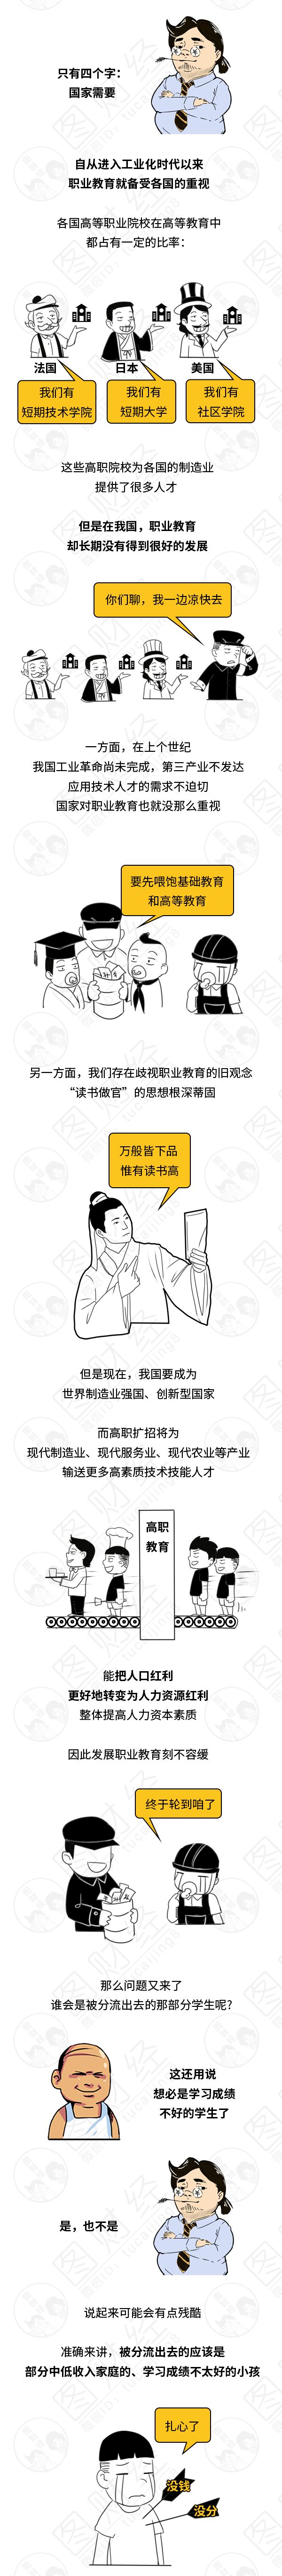 只有四个字：
国家需要
自从进入工业化时代以来
职业教育就备受各国的重视
各国高等职业院校在高等教育中
都占有一定的比率：
法国
日本
美国
我们有
短期技术学院
我们有
短期大学
我们有
社区学院
这些高职院校为各国的制造业
提供了很多人才
但是在我国，职业教育
却长期没有得到很好的发展
你们聊，我一边凉快去
一方面，在上个世纪
我国工业革命尚未完成，第三产业不发达
应用技术人才的需求不迫切
国家对职业教育也就没那么重视
要先喂饱基础教育
和高等教育
另一方面，我们存在歧视职业教育的旧观念
“读书做官”的思想根深蒂固
万般皆下品
惟有读书高
但是现在，我国要成为
世界制造业强国、创新型国家
而高职扩招将为
现代制造业、现代服务业、现代农业等产业
输送更多高素质技术技能人才
高职
教育
能把人口红利
更好地转变为人力资源红利
整体提高人力资本素质
因此发展职业教育刻不容缓
终于轮到咱了
那么问题又来了
谁会是被分流出去的那部分学生呢?
这还用说
想必是学习成绩
不好的学生了
是，也不是
说起来可能会有点残酷
准确来讲，被分流出去的应该是
部分中低收入家庭的、学习成绩不太好的小孩
扎心了
没钱
没分